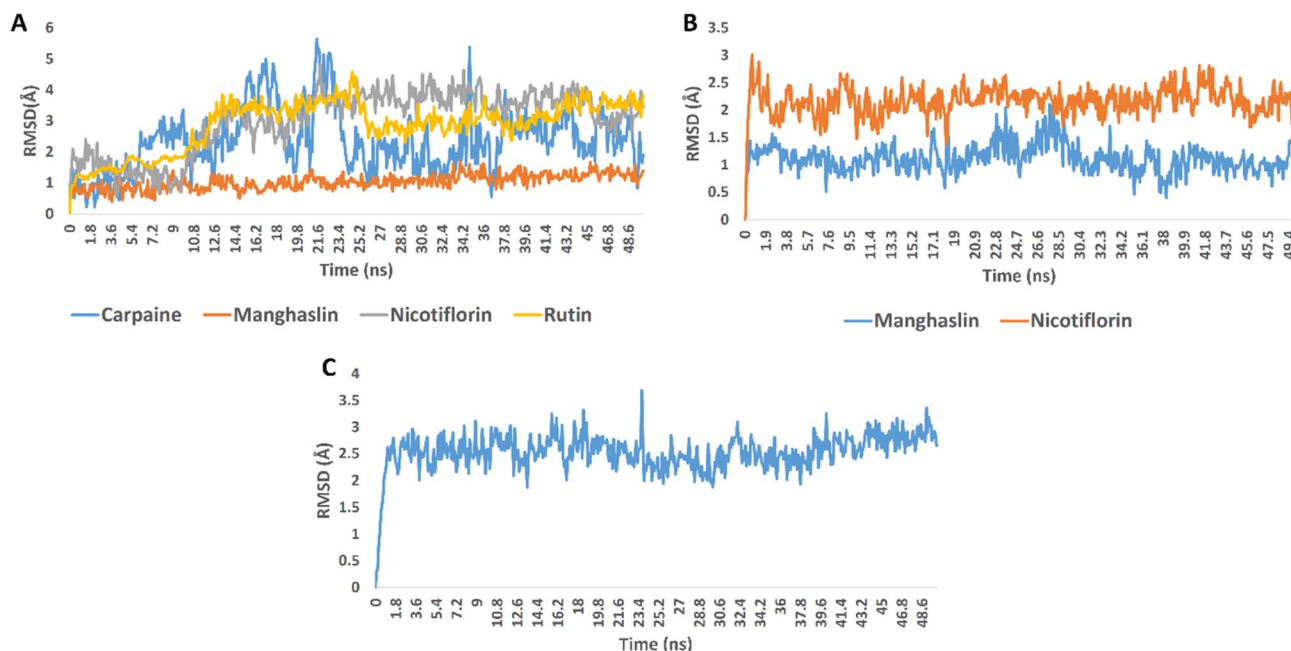 A
RMSD(Å)
6
5
4
3
2
1
0
0 1.8 3.6 5.4 7.2 9 10.8 12.6 14.4 16.2 18 19.8 21.6 23.4 25.2 27 28.8 30.6 32.4 34.2 36 37.8 39.6 41.4 43.2 45 46.8 48.6
Time (ns)
Carpaine Manghaslin Nicotiflorin Rutin
B
RMSD (Å)
3.5
3
2.5
2
1.5
1
0.5
0
0 1.9 3.8 5.7 7.6 9.5 11.4 13.3 15.2 17.1 19 20.9 22.8 24.7 26.6 28.5 30.4 32.3 34.2 36.1 38 39.9 41.8 43.7 45.6 47.5 49.4
Time (ns)
Manghaslin Nicotiflorin
C
RMSD (Å)
4
3.5
3
2.5
2
1.5
1
0.5
0
0 1.8 3.6 5.4 7.2 9 10.8 12.6 14.4 16.2 18 19.8 21.6 23.4 25.2 27 28.8 30.6 32.4 34.2 36 37.8 39.6 41.4 43.2 45 46.8 48.6
Time (ns)